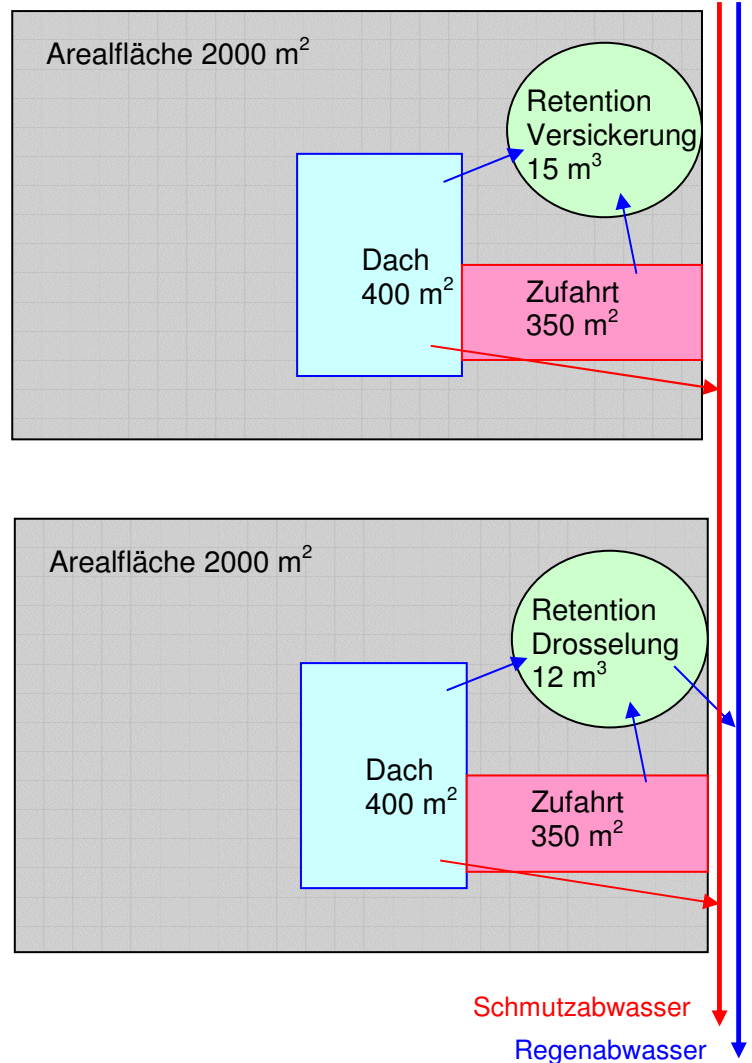 Arealfläche 2000 m²
Retention
Versickerung
15 m³
Dach
400 m²
Zufahrt
350 m²
Arealfläche 2000 m²
Retention
Drosselung
12 m³
Dach
400 m²
Zufahrt
350 m²
Schmutzabwasser
Regenabwasser